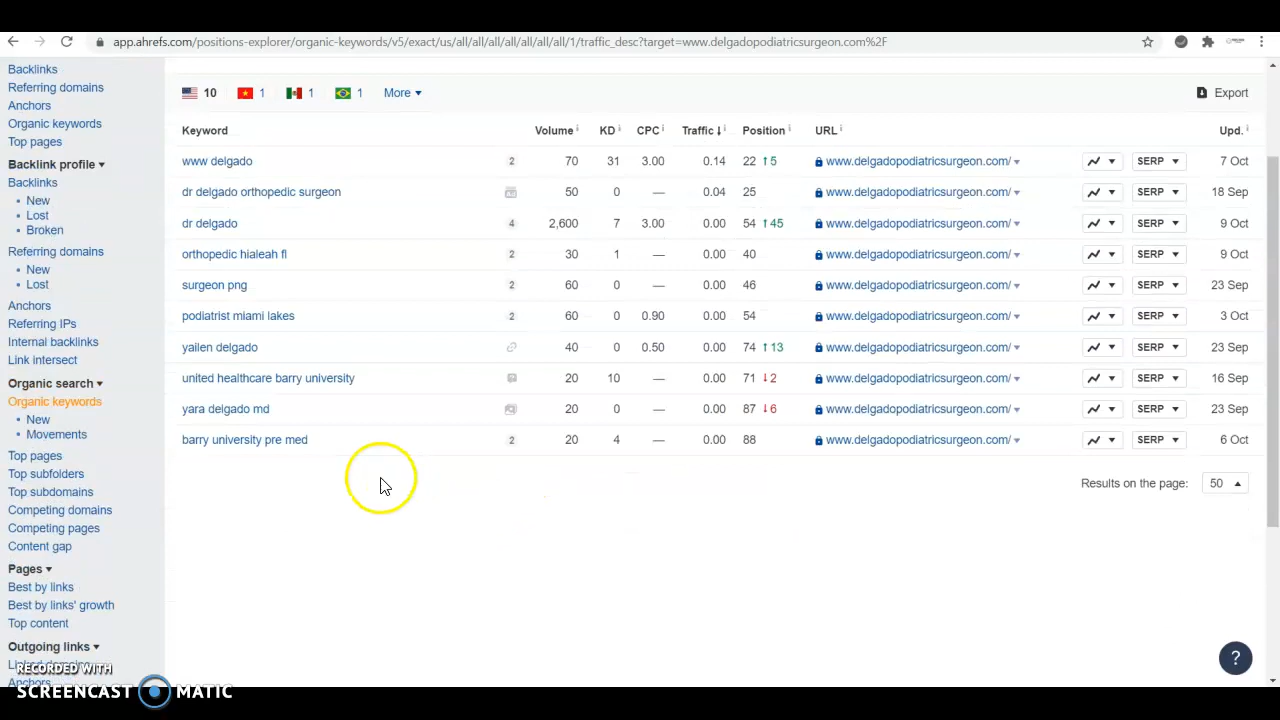 app.ahrefs.com/positions-explorer/organic-keywords/v5/exact/us/all/all/all/all/all/all/all/1/traffic_desc?target=www.delgadopodiatricsurgeon.com%2F
Backlinks
Referring domains
Anchors
Organic keywords
Top pages
Backlink profile
Backlinks
New
Lost
Broken
Referring domains
New
Lost
Anchors
Referring IPs
Internal backlinks
Link intersect
Organic search
Organic keywords
New
Movements
Top pages
Top subfolders
Top subdomains
Competing domains
Competing pages
Content gap
Pages
Best by links
Best by links' growth
Top content
Outgoing links
10 1 1 1 More Export
Keyword Volume KD CPC Traffic Position URL Upd.
www delgado 2 70 31 3.00 0.14 22 ↑5 www.delgadopodiatricsurgeon.com/ SERP 7 Oct
dr delgado orthopedic surgeon 50 0 — 0.04 25 www.delgadopodiatricsurgeon.com/ SERP 18 Sep
dr delgado 4 2,600 7 3.00 0.00 54 ↑45 www.delgadopodiatricsurgeon.com/ SERP 9 Oct
orthopedic hialeah fl 2 30 1 — 0.00 40 www.delgadopodiatricsurgeon.com/ SERP 9 Oct
surgeon png 2 60 0 — 0.00 46 www.delgadopodiatricsurgeon.com/ SERP 23 Sep
podiatrist miami lakes 2 60 0 0.90 0.00 54 www.delgadopodiatricsurgeon.com/ SERP 3 Oct
yailen delgado 40 0 0.50 0.00 74 ↑13 www.delgadopodiatricsurgeon.com/ SERP 23 Sep
united healthcare barry university 20 10 — 0.00 71 ↓2 www.delgadopodiatricsurgeon.com/ SERP 16 Sep
yara delgado md 20 0 — 0.00 87 ↓6 www.delgadopodiatricsurgeon.com/ SERP 23 Sep
barry university pre med 2 20 4 — 0.00 88 www.delgadopodiatricsurgeon.com/ SERP 6 Oct
Results on the page: 50
?
RECORDED WITH
SCREENCAST MATIC